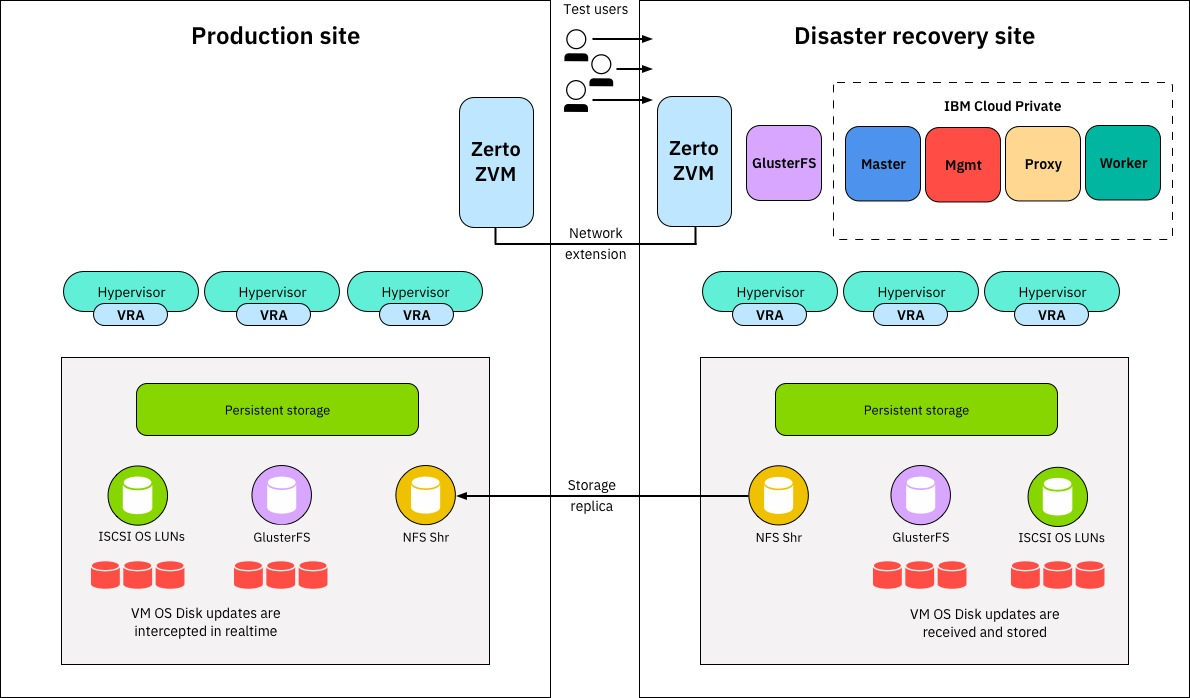 Test users
Production site
Disaster recovery site
IBM Cloud Private
Zerto
ZVM
Zerto
ZVM
GlusterFS
Master
Mgmt
Proxy
Worker
Network
extension
Hypervisor
VRA
Hypervisor
VRA
Hypervisor
VRA
Hypervisor
VRA
Hypervisor
VRA
Hypervisor
VRA
Persistent storage
ISCSI OS LUNs
GlusterFS
NFS Shr
VM OS Disk updates are
intercepted in realtime
Storage
replica
Persistent storage
NFS Shr
GlusterFS
ISCSI OS LUNs
VM OS Disk updates are
received and stored